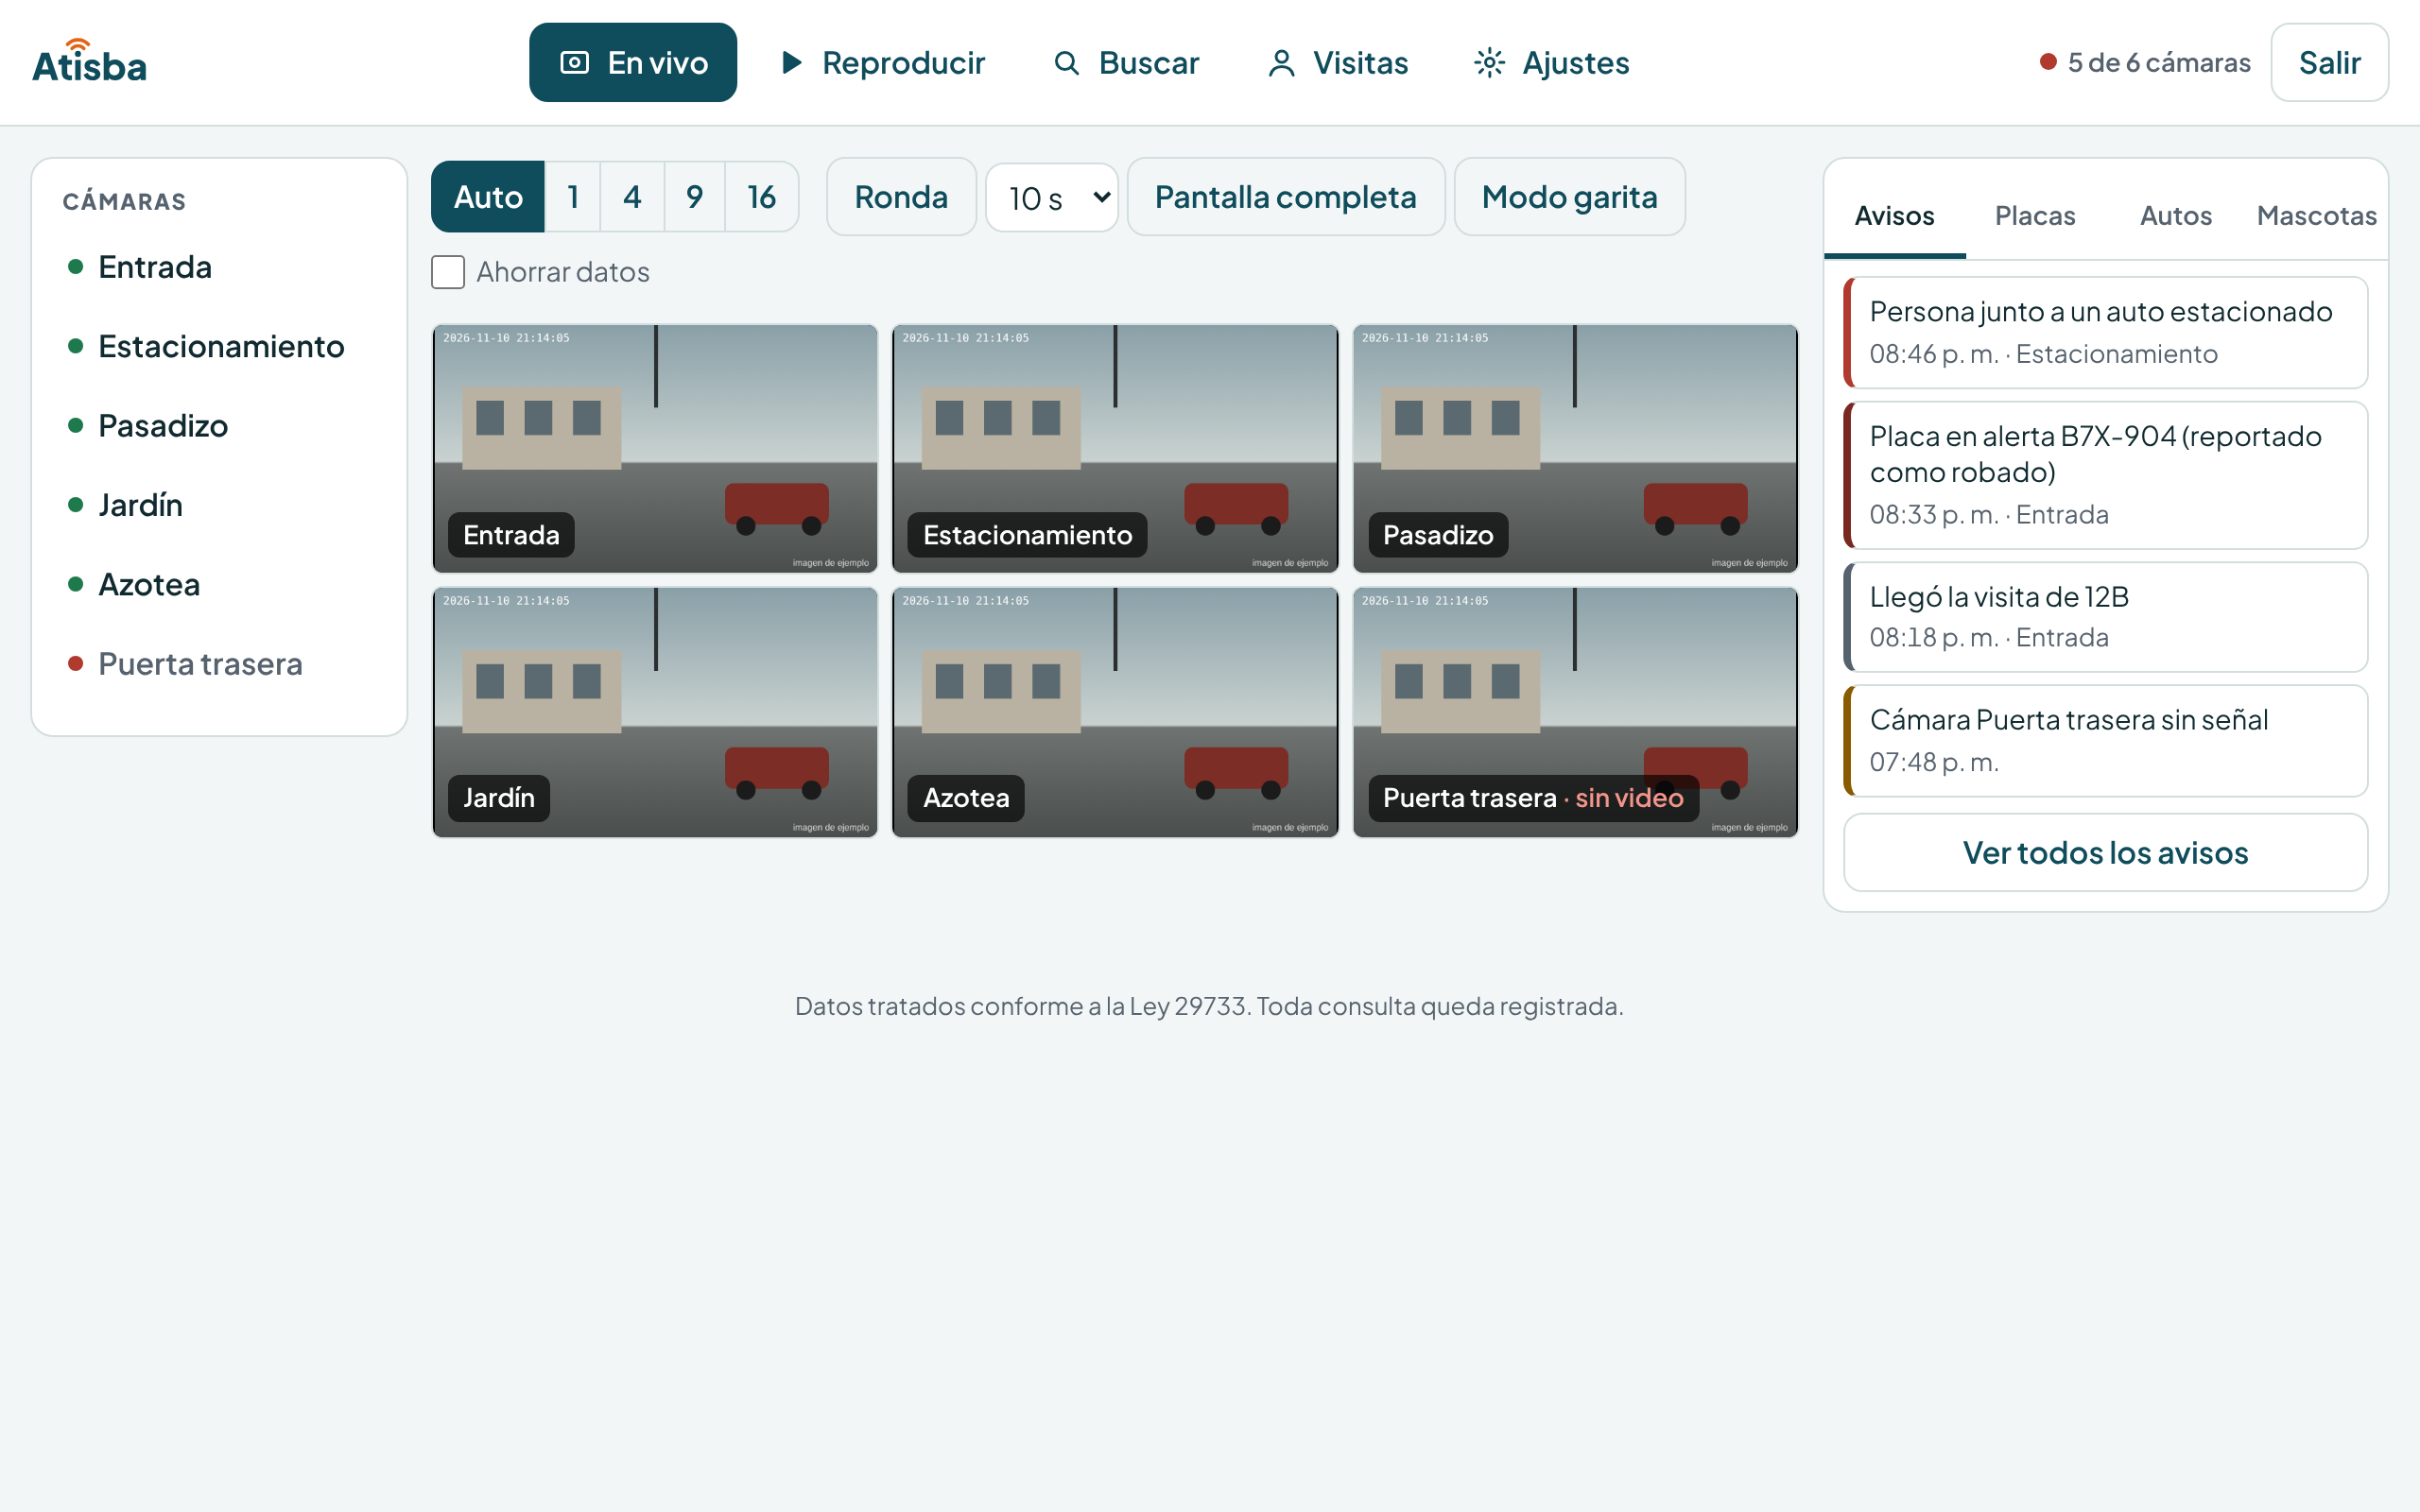 Atisba
En vivo
Reproducir
Buscar
Visitas
Ajustes
5 de 6 cámaras
Salir
CÁMARAS
Entrada
Estacionamiento
Pasadizo
Jardín
Azotea
Puerta trasera
Auto
1
4
9
16
Ronda
10 s
Pantalla completa
Modo garita
Ahorrar datos
2026-11-10 21:14:05
Entrada
imagen de ejemplo
2026-11-10 21:14:05
Estacionamiento
imagen de ejemplo
2026-11-10 21:14:05
Pasadizo
imagen de ejemplo
2026-11-10 21:14:05
Jardín
imagen de ejemplo
2026-11-10 21:14:05
Azotea
imagen de ejemplo
2026-11-10 21:14:05
Puerta trasera · sin video
imagen de ejemplo
Avisos
Placas
Autos
Mascotas
Persona junto a un auto estacionado
08:46 p. m. · Estacionamiento
Placa en alerta B7X-904 (reportado
como robado)
08:33 p. m. · Entrada
Llegó la visita de 12B
08:18 p. m. · Entrada
Cámara Puerta trasera sin señal
07:48 p. m.
Ver todos los avisos
Datos tratados conforme a la Ley 29733. Toda consulta queda registrada.